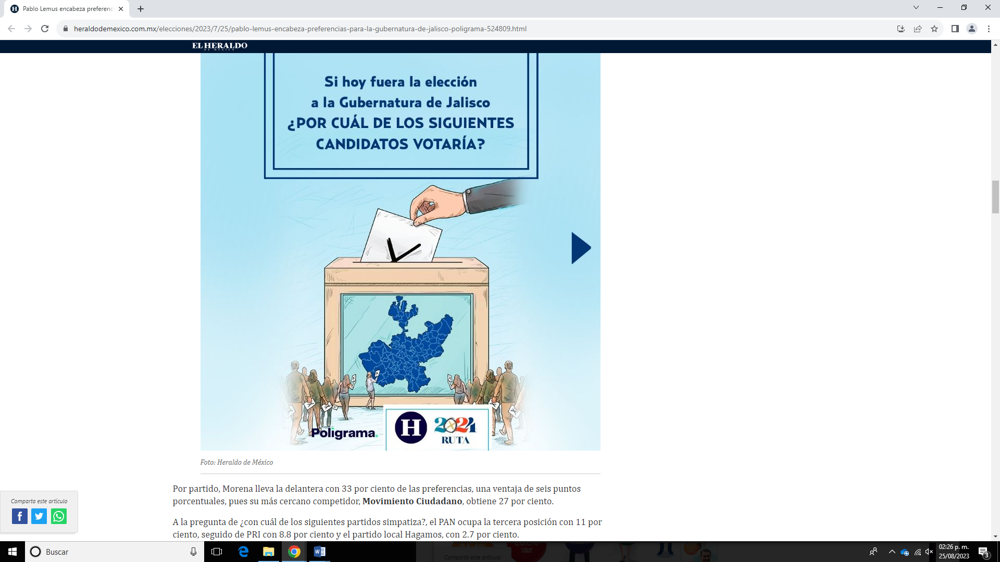 Pablo Lemus encabeza preferenc
heraldodemexico.com.mx/elecciones/2023/7/25/pablo-lemus-encabeza-preferencias-para-la-gubernatura-de-jalisco-poligrama-524809.html
EL HERALDO
DE MÉXICO
Si hoy fuera la elección
a la Gubernatura de Jalisco
¿POR CUÁL DE LOS SIGUIENTES
CANDIDATOS VOTARÍA?
Poligrama.
H
2024
RUTA
Foto: Heraldo de México
Por partido, Morena lleva la delantera con 33 por ciento de las preferencias, una ventaja de seis puntos
porcentuales, pues su más cercano competidor, Movimiento Ciudadano, obtiene 27 por ciento.
A la pregunta de ¿con cuál de los siguientes partidos simpatiza?, el PAN ocupa la tercera posición con 11 por
ciento, seguido de PRI con 8.8 por ciento y el partido local Hagamos, con 2.7 por ciento.
Comparta este artículo
Buscar
Comparta este artículo
02:26 p. m.
25/08/2023
3